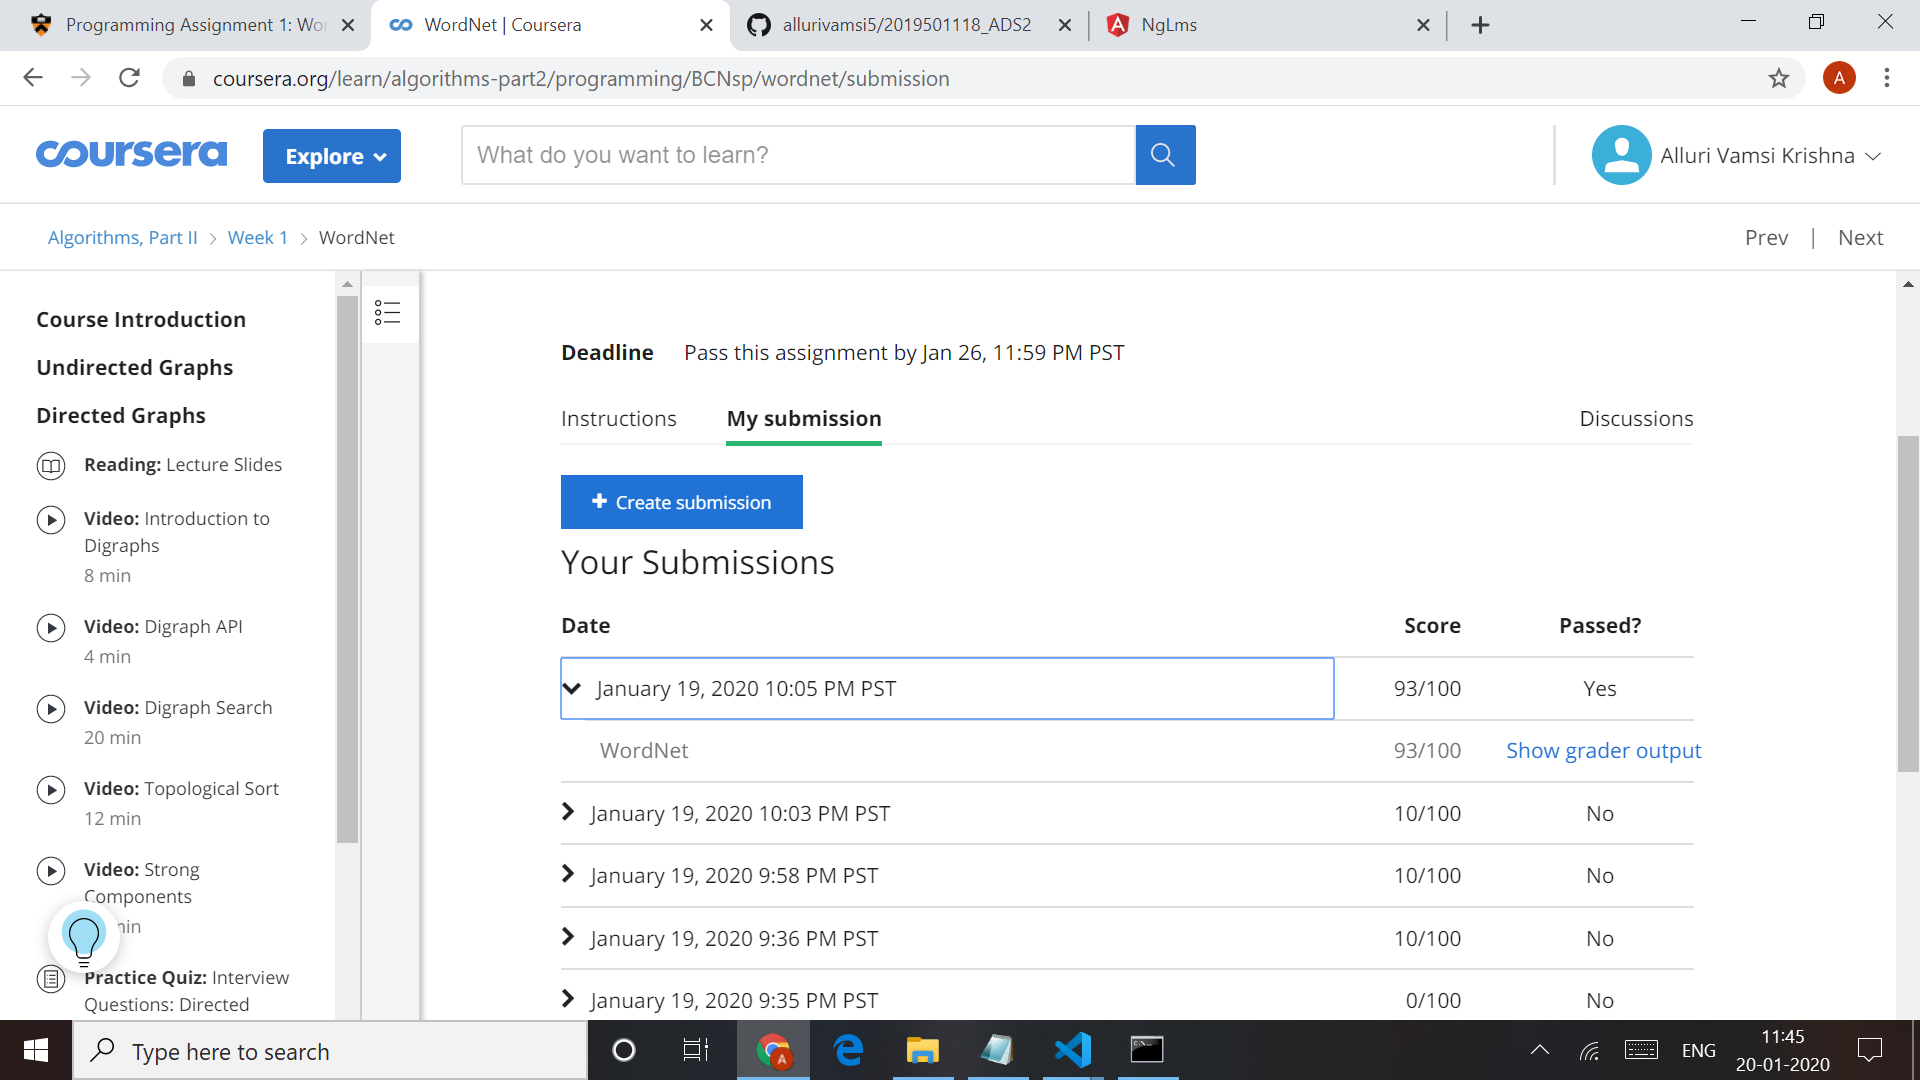 Programming Assignment 1: Wor
WordNet | Coursera
allurivamsi5/2019501118_ADS2
NgLms
coursera.org/learn/algorithms-part2/programming/BCNsp/wordnet/submission
A
coursera
Explore
What do you want to learn?
Alluri Vamsi Krishna
Algorithms, Part II
Week 1
WordNet
Prev | Next
Course Introduction
Undirected Graphs
Directed Graphs
Reading: Lecture Slides
Video: Introduction to
Digraphs
8 min
Video: Digraph API
4 min
Video: Digraph Search
20 min
Video: Topological Sort
12 min
Video: Strong
Components
min
Practice Quiz: Interview
Questions: Directed
Deadline Pass this assignment by Jan 26, 11:59 PM PST
Instructions
My submission
Discussions
+ Create submission
Your Submissions
Date Score Passed?
January 19, 2020 10:05 PM PST 93/100 Yes
WordNet 93/100 Show grader output
January 19, 2020 10:03 PM PST 10/100 No
January 19, 2020 9:58 PM PST 10/100 No
January 19, 2020 9:36 PM PST 10/100 No
January 19, 2020 9:35 PM PST 0/100 No
Type here to search
A
ENG
11:45
20-01-2020